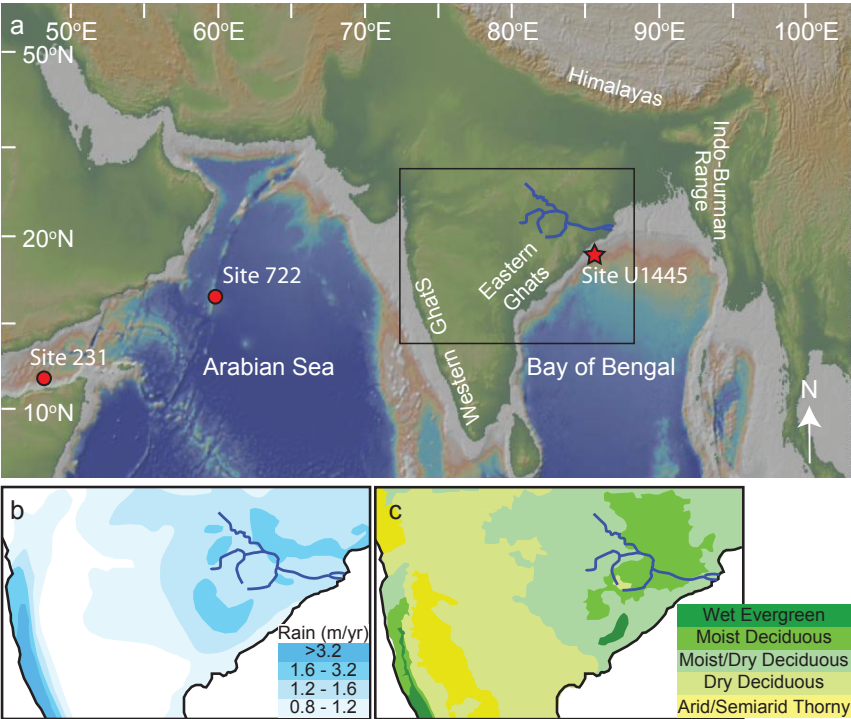 a
50°E
60°E
70°E
80°E
90°E
100°E
50°N
Himalayas
Indo-Burman
Range
20°N
Eastern
Ghats
Site U1445
Site 722
Western Ghats
Site 231
Arabian Sea
Bay of Bengal
10°N
N
b
Rain (m/yr)
>3.2
1.6 - 3.2
1.2 - 1.6
0.8 - 1.2
c
Wet Evergreen
Moist Deciduous
Moist/Dry Deciduous
Dry Deciduous
Arid/Semiarid Thorny